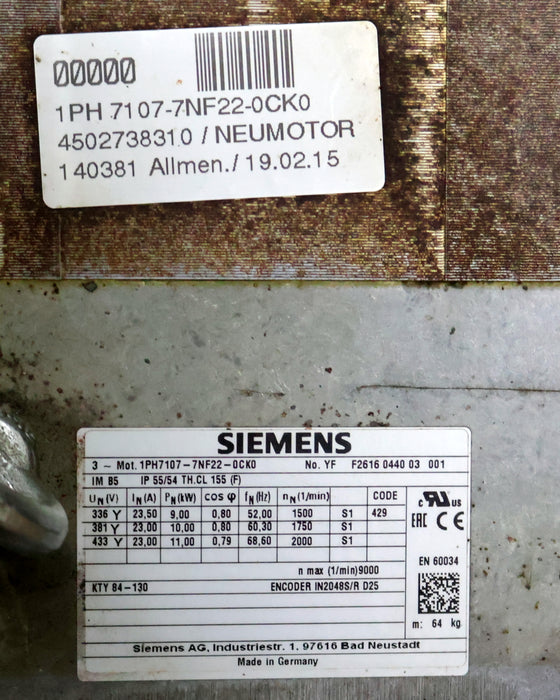 00000
1PH 7107-7NF22-0CK0
4502738310 / NEUMOTOR
140381 Allmen./ 19.02.15
SIEMENS
3 ~ Mot. 1PH7107-7NF22-0CK0 No. YF F2616 0440 03 001
IM B5 IP 55/54 TH.CL 155 (F)
UN (V) IN (A) PN (kW) cos φ fN (Hz) nN (1/min) CODE
336 Y 23,50 9,00 0,80 52,00 1500 S1 429
381 Y 23,00 10,00 0,80 60,30 1750 S1
433 Y 23,00 11,00 0,79 68,60 2000 S1
c RU us
EAC CE
EN 60034
n max (1/min) 9000
KTY 84-130 ENCODER IN2048S/R D25
m: 64 kg
Siemens AG, Industriestr. 1, 97616 Bad Neustadt
Made in Germany